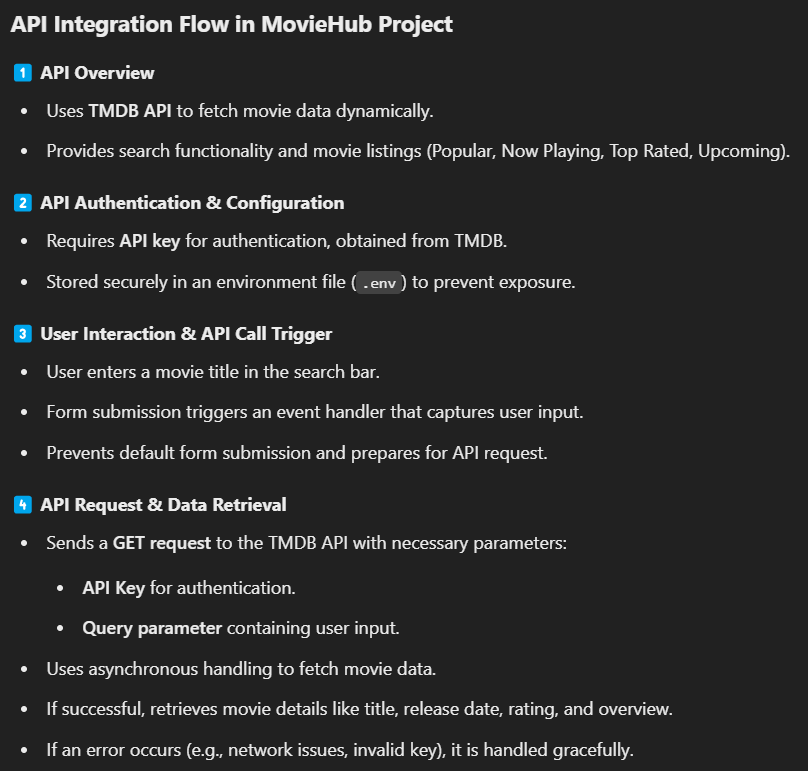 API Integration Flow in MovieHub Project
1 API Overview
• Uses TMDB API to fetch movie data dynamically.
• Provides search functionality and movie listings (Popular, Now Playing, Top Rated, Upcoming).
2 API Authentication & Configuration
• Requires API key for authentication, obtained from TMDB.
• Stored securely in an environment file (.env) to prevent exposure.
3 User Interaction & API Call Trigger
• User enters a movie title in the search bar.
• Form submission triggers an event handler that captures user input.
• Prevents default form submission and prepares for API request.
4 API Request & Data Retrieval
• Sends a GET request to the TMDB API with necessary parameters:
• API Key for authentication.
• Query parameter containing user input.
• Uses asynchronous handling to fetch movie data.
• If successful, retrieves movie details like title, release date, rating, and overview.
• If an error occurs (e.g., network issues, invalid key), it is handled gracefully.